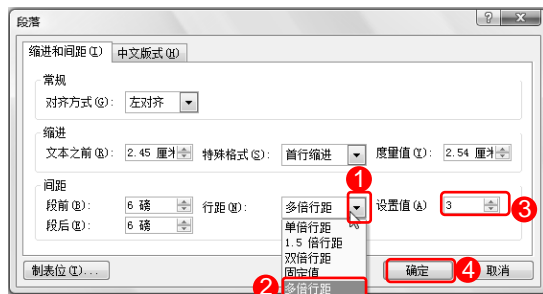 段落
缩进和间距(I) 中文版式(H)
常规
对齐方式(G): 左对齐
缩进
文本之前(R): 2.45 厘米 特殊格式(S): 首行缩进 度量值(Y): 2.54 厘米
1
间距
段前(B): 6 磅 行距(N): 多倍行距 设置值(A) 3
3
段后(E): 6 磅
单倍行距
1.5 倍行距
双倍行距
固定值
2 多倍行距
制表位(T)... 确定 4 取消